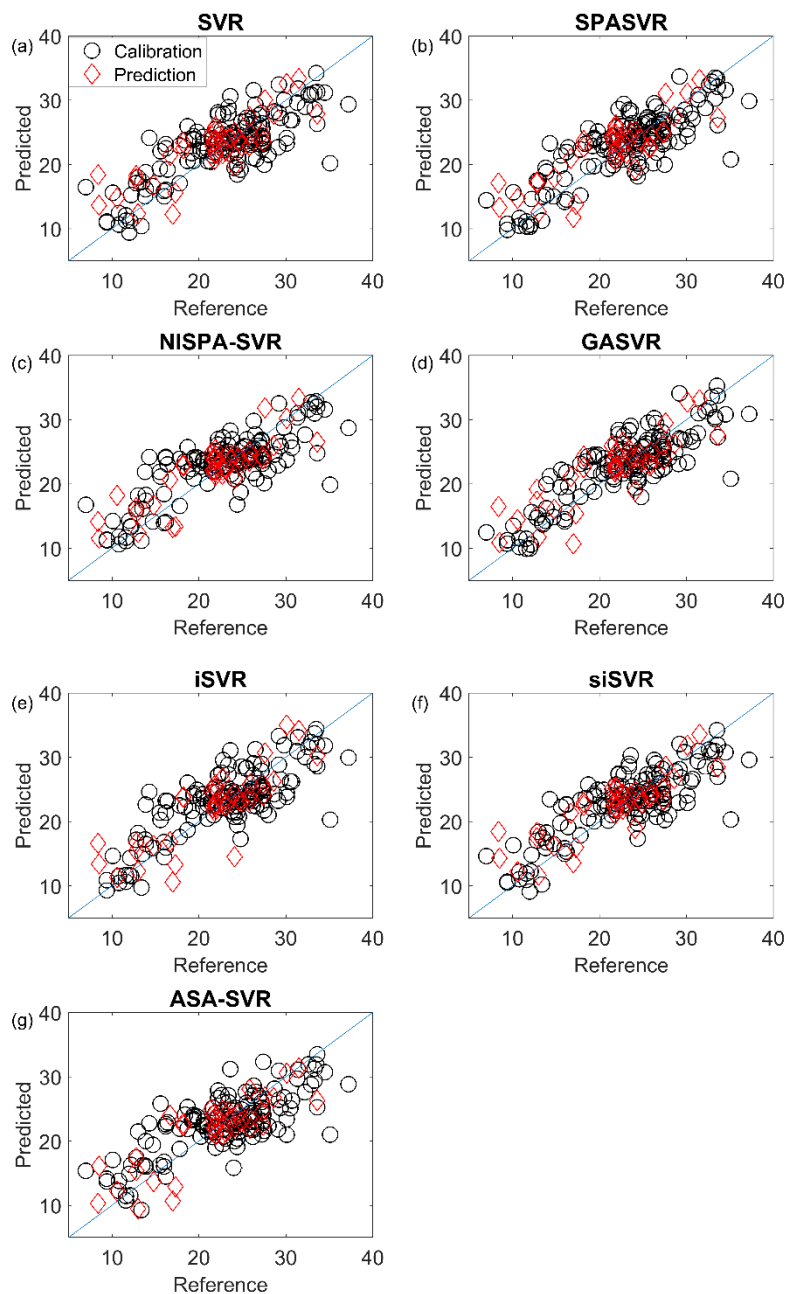 SVR
(a)
Calibration
Prediction
40
30
20
10
Predicted
10 20 30 40
Reference
SPASVR
(b)
40
30
20
10
Predicted
10 20 30 40
Reference
NISPA-SVR
(c)
40
30
20
10
Predicted
10 20 30 40
Reference
GASVR
(d)
40
30
20
10
Predicted
10 20 30 40
Reference
iSVR
(e)
40
30
20
10
Predicted
10 20 30 40
Reference
siSVR
(f)
40
30
20
10
Predicted
10 20 30 40
Reference
ASA-SVR
(g)
40
30
20
10
Predicted
10 20 30 40
Reference